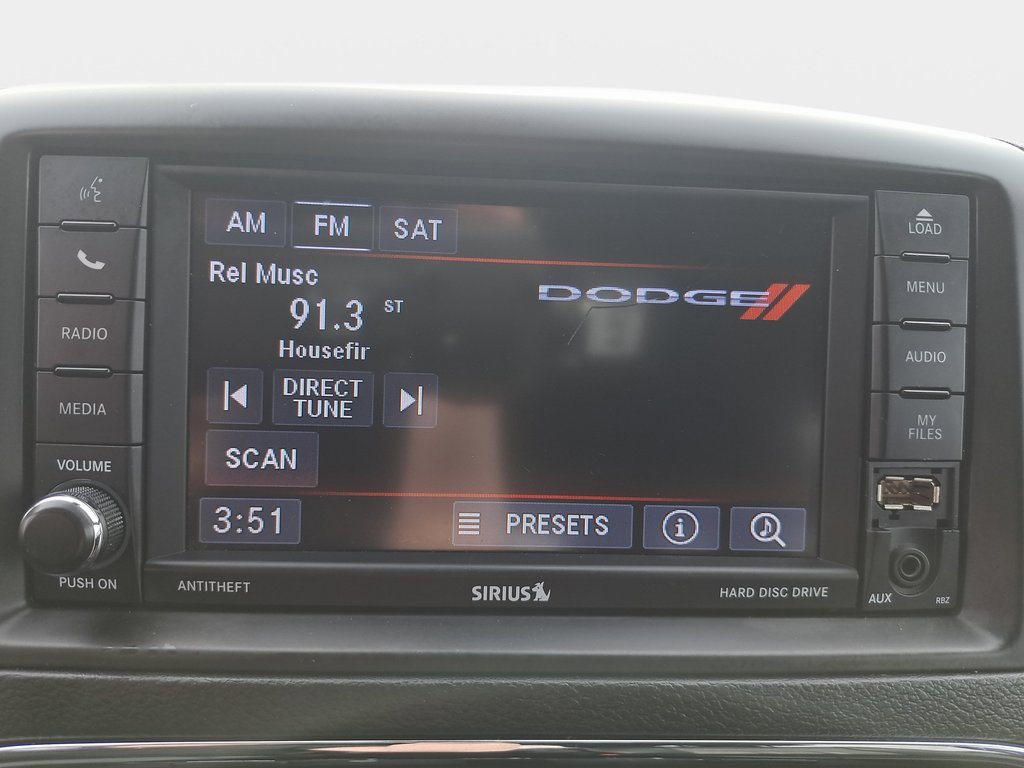 AM
FM
SAT
Rel Musc
91.3 ST
Housefir
DIRECT
TUNE
SCAN
3:51
PRESETS
DODGE
RADIO
MEDIA
VOLUME
PUSH ON
LOAD
MENU
AUDIO
MY
FILES
AUX
RBZ
ANTITHEFT
SIRIUS
HARD DISC DRIVE